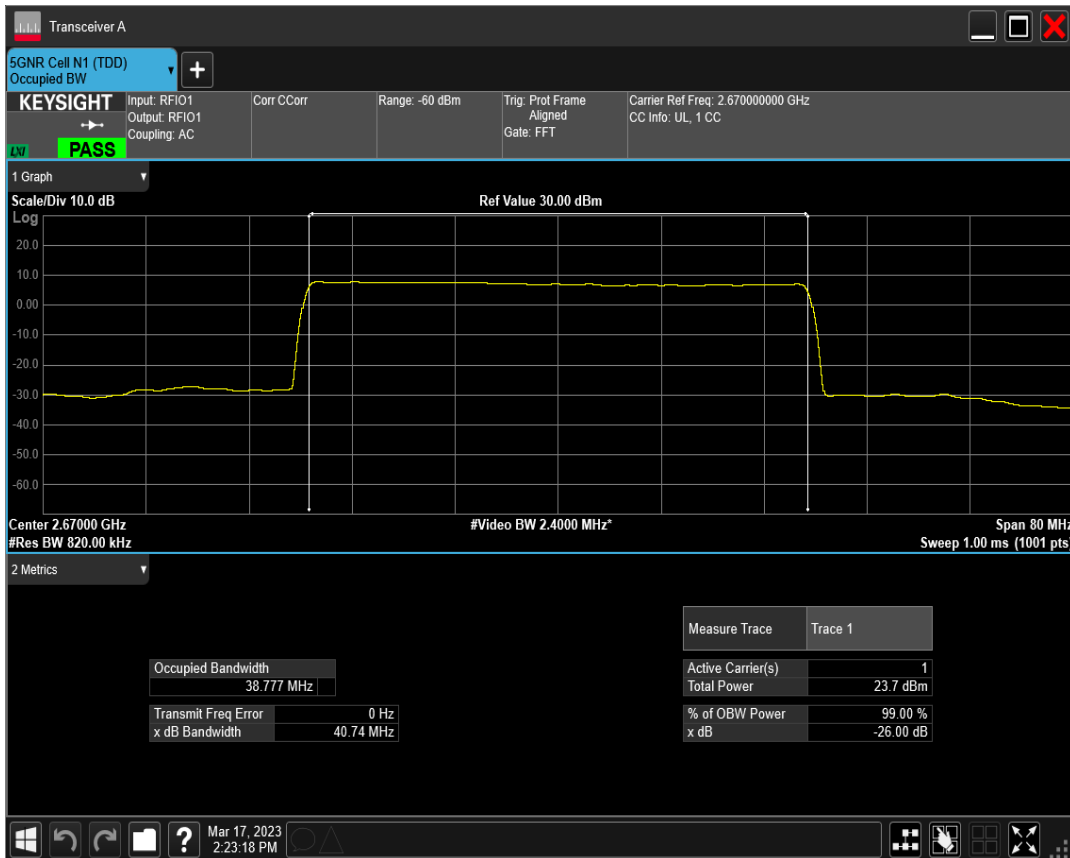 Transceiver A
5GNR Cell N1 (TDD)
Occupied BW
+
KEYSIGHT
LXI
PASS
Input: RFIO1
Output: RFIO1
Coupling: AC
Corr CCorr
Range: -60 dBm
Trig: Prot Frame
Aligned
Gate: FFT
Carrier Ref Freq: 2.670000000 GHz
CC Info: UL, 1 CC
1 Graph
Scale/Div 10.0 dB
Ref Value 30.00 dBm
Log
20.0
10.0
0.00
-10.0
-20.0
-30.0
-40.0
-50.0
-60.0
Center 2.67000 GHz
#Video BW 2.4000 MHz*
Span 80 MHz
#Res BW 820.00 kHz
Sweep 1.00 ms (1001 pts)
2 Metrics
Measure Trace Trace 1
Occupied Bandwidth
38.777 MHz
Active Carrier(s) 1
Total Power 23.7 dBm
Transmit Freq Error 0 Hz
x dB Bandwidth 40.74 MHz
% of OBW Power 99.00 %
x dB -26.00 dB
?
Mar 17, 2023
2:23:18 PM